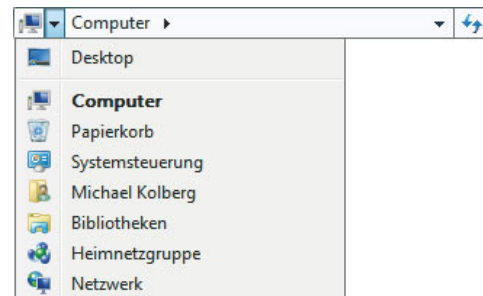 Computer
Desktop
Computer
Papierkorb
Systemsteuerung
Michael Kolberg
Bibliotheken
Heimnetzgruppe
Netzwerk